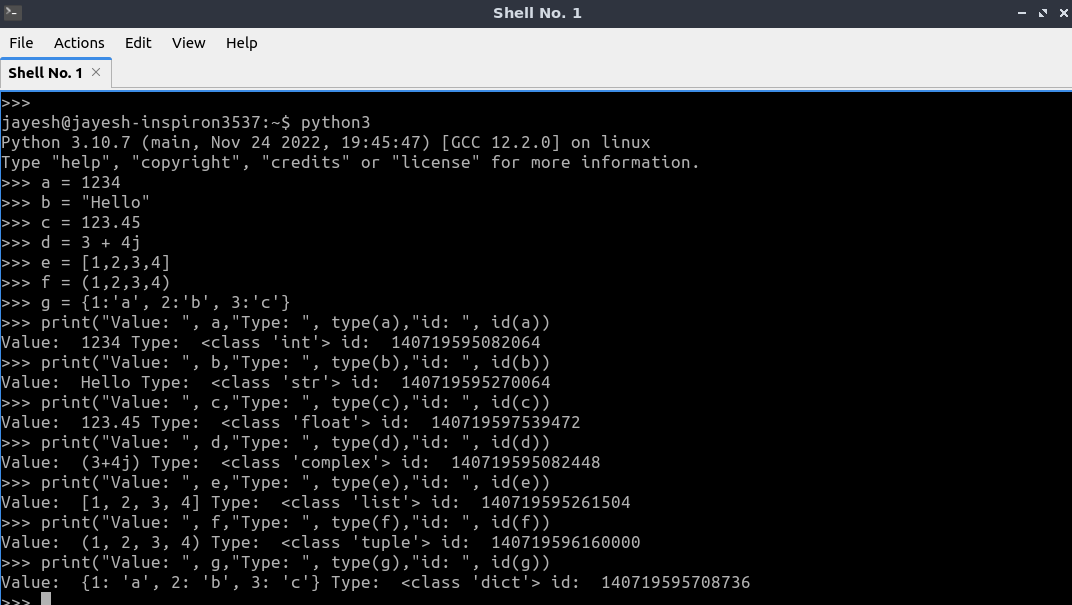 Shell No. 1
File Actions Edit View Help
Shell No. 1
>>>
jayesh@jayesh-inspiron3537:~$ python3
Python 3.10.7 (main, Nov 24 2022, 19:45:47) [GCC 12.2.0] on linux
Type "help", "copyright", "credits" or "license" for more information.
>>> a = 1234
>>> b = "Hello"
>>> c = 123.45
>>> d = 3 + 4j
>>> e = [1,2,3,4]
>>> f = (1,2,3,4)
>>> g = {1:'a', 2:'b', 3:'c'}
>>> print("Value: ", a,"Type: ", type(a),"id: ", id(a))
Value:  1234 Type:  <class 'int'> id:  140719595082064
>>> print("Value: ", b,"Type: ", type(b),"id: ", id(b))
Value:  Hello Type:  <class 'str'> id:  140719595270064
>>> print("Value: ", c,"Type: ", type(c),"id: ", id(c))
Value:  123.45 Type:  <class 'float'> id:  140719597539472
>>> print("Value: ", d,"Type: ", type(d),"id: ", id(d))
Value:  (3+4j) Type:  <class 'complex'> id:  140719595082448
>>> print("Value: ", e,"Type: ", type(e),"id: ", id(e))
Value:  [1, 2, 3, 4] Type:  <class 'list'> id:  140719595261504
>>> print("Value: ", f,"Type: ", type(f),"id: ", id(f))
Value:  (1, 2, 3, 4) Type:  <class 'tuple'> id:  140719596160000
>>> print("Value: ", g,"Type: ", type(g),"id: ", id(g))
Value:  {1: 'a', 2: 'b', 3: 'c'} Type:  <class 'dict'> id:  140719595708736
>>>